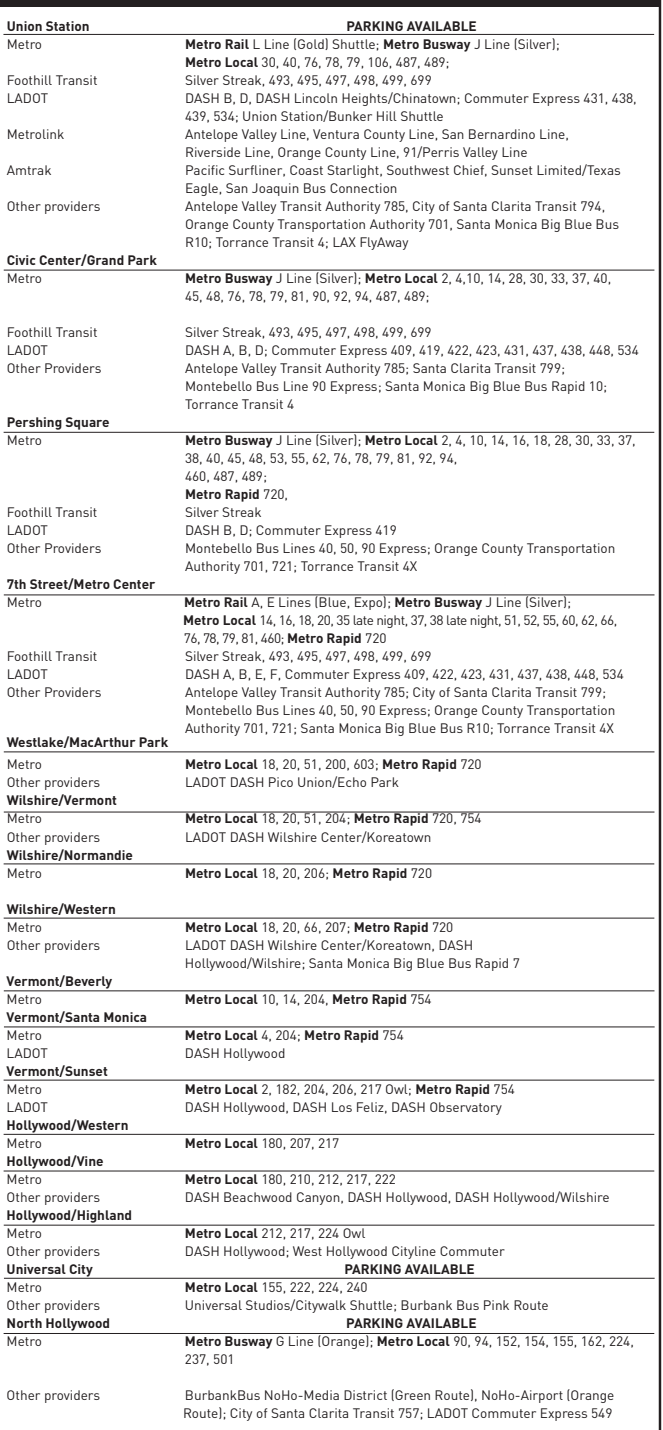 Union Station PARKING AVAILABLE
Metro Metro Rail L Line (Gold) Shuttle; Metro Busway J Line (Silver);
Metro Local 30, 40, 76, 78, 79, 106, 487, 489;
Foothill Transit Silver Streak, 493, 495, 497, 498, 499, 699
LADOT DASH B, D, DASH Lincoln Heights/Chinatown; Commuter Express 431, 438,
439, 534; Union Station/Bunker Hill Shuttle
Metrolink Antelope Valley Line, Ventura County Line, San Bernardino Line,
Riverside Line, Orange County Line, 91/Perris Valley Line
Amtrak Pacific Surfliner, Coast Starlight, Southwest Chief, Sunset Limited/Texas
Eagle, San Joaquin Bus Connection
Other providers Antelope Valley Transit Authority 785, City of Santa Clarita Transit 794,
Orange County Transportation Authority 701, Santa Monica Big Blue Bus
R10; Torrance Transit 4; LAX FlyAway
Civic Center/Grand Park
Metro Metro Busway J Line (Silver); Metro Local 2, 4,10, 14, 28, 30, 33, 37, 40,
45, 48, 76, 78, 79, 81, 90, 92, 94, 487, 489;
Foothill Transit Silver Streak, 493, 495, 497, 498, 499, 699
LADOT DASH A, B, D; Commuter Express 409, 419, 422, 423, 431, 437, 438, 448, 534
Other Providers Antelope Valley Transit Authority 785; Santa Clarita Transit 799;
Montebello Bus Line 90 Express; Santa Monica Big Blue Bus Rapid 10;
Torrance Transit 4
Pershing Square
Metro Metro Busway J Line (Silver); Metro Local 2, 4, 10, 14, 16, 18, 28, 30, 33, 37,
38, 40, 45, 48, 53, 55, 62, 76, 78, 79, 81, 92, 94,
460, 487, 489;
Metro Rapid 720,
Foothill Transit Silver Streak
LADOT DASH B, D; Commuter Express 419
Other Providers Montebello Bus Lines 40, 50, 90 Express; Orange County Transportation
Authority 701, 721; Torrance Transit 4X
7th Street/Metro Center
Metro Metro Rail A, E Lines (Blue, Expo); Metro Busway J Line (Silver);
Metro Local 14, 16, 18, 20, 35 late night, 37, 38 late night, 51, 52, 55, 60, 62, 66,
76, 78, 79, 81, 460; Metro Rapid 720
Foothill Transit Silver Streak, 493, 495, 497, 498, 499, 699
LADOT DASH A, B, E, F, Commuter Express 409, 422, 423, 431, 437, 438, 448, 534
Other Providers Antelope Valley Transit Authority 785; City of Santa Clarita Transit 799;
Montebello Bus Lines 40, 50, 90 Express; Orange County Transportation
Authority 701, 721; Santa Monica Big Blue Bus R10; Torrance Transit 4X
Westlake/MacArthur Park
Metro Metro Local 18, 20, 51, 200, 603; Metro Rapid 720
Other providers LADOT DASH Pico Union/Echo Park
Wilshire/Vermont
Metro Metro Local 18, 20, 51, 204; Metro Rapid 720, 754
Other providers LADOT DASH Wilshire Center/Koreatown
Wilshire/Normandie
Metro Metro Local 18, 20, 206; Metro Rapid 720
Wilshire/Western
Metro Metro Local 18, 20, 66, 207; Metro Rapid 720
Other providers LADOT DASH Wilshire Center/Koreatown, DASH
Hollywood/Wilshire; Santa Monica Big Blue Bus Rapid 7
Vermont/Beverly
Metro Metro Local 10, 14, 204, Metro Rapid 754
Vermont/Santa Monica
Metro Metro Local 4, 204; Metro Rapid 754
LADOT DASH Hollywood
Vermont/Sunset
Metro Metro Local 2, 182, 204, 206, 217 Owl; Metro Rapid 754
LADOT DASH Hollywood, DASH Los Feliz, DASH Observatory
Hollywood/Western
Metro Metro Local 180, 207, 217
Hollywood/Vine
Metro Metro Local 180, 210, 212, 217, 222
Other providers DASH Beachwood Canyon, DASH Hollywood, DASH Hollywood/Wilshire
Hollywood/Highland
Metro Metro Local 212, 217, 224 Owl
Other providers DASH Hollywood; West Hollywood Cityline Commuter
Universal City PARKING AVAILABLE
Metro Metro Local 155, 222, 224, 240
Other providers Universal Studios/Citywalk Shuttle; Burbank Bus Pink Route
North Hollywood PARKING AVAILABLE
Metro Metro Busway G Line (Orange); Metro Local 90, 94, 152, 154, 155, 162, 224,
237, 501
Other providers BurbankBus NoHo-Media District (Green Route), NoHo-Airport (Orange
Route); City of Santa Clarita Transit 757; LADOT Commuter Express 549